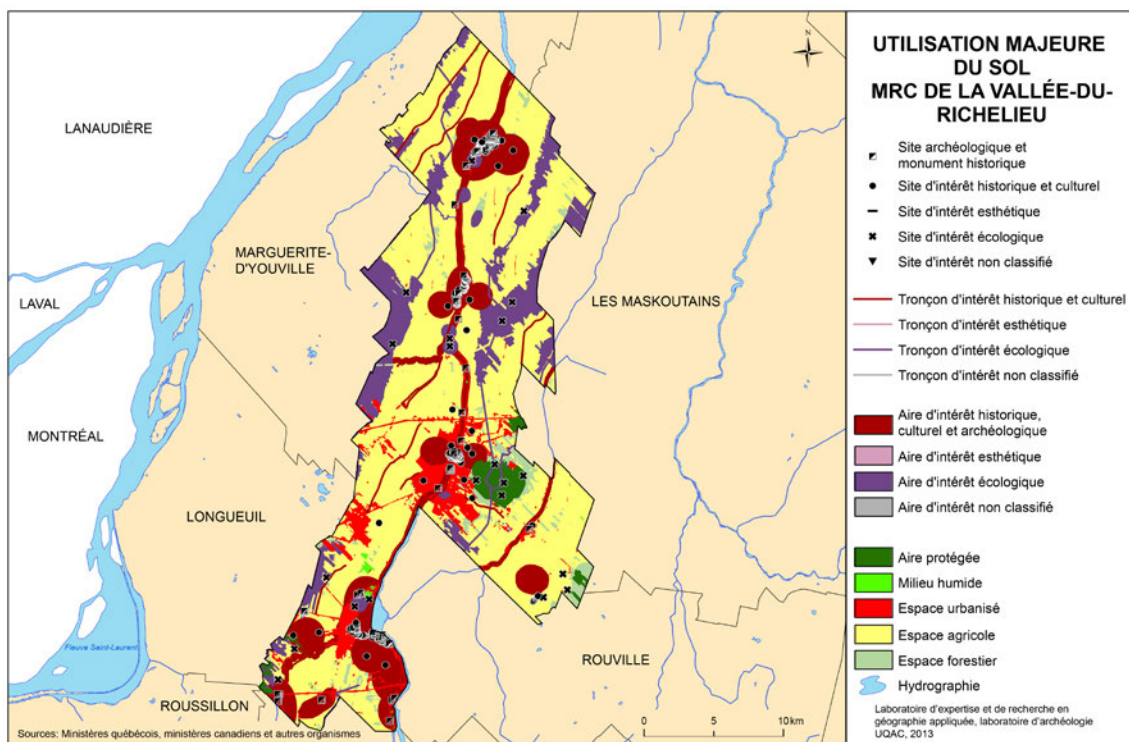 LANAUDIÈRE
MARGUERITE-
D'YOUVILLE
LAVAL
LES MASKOUTAINS
MONTRÉAL
LONGUEUIL
Fleuve Saint-Laurent
ROUVILLE
ROUSSILLON
N
0 5 10 km
Sources: Ministères québécois, ministères canadiens et autres organismes
UTILISATION MAJEURE
DU SOL
MRC DE LA VALLÉE-DU-
RICHELIEU
Site archéologique et
monument historique
Site d'intérêt historique et culturel
Site d'intérêt esthétique
Site d'intérêt écologique
Site d'intérêt non classifié
Tronçon d'intérêt historique et culturel
Tronçon d'intérêt esthétique
Tronçon d'intérêt écologique
Tronçon d'intérêt non classifié
Aire d'intérêt historique,
culturel et archéologique
Aire d'intérêt esthétique
Aire d'intérêt écologique
Aire d'intérêt non classifié
Aire protégée
Milieu humide
Espace urbanisé
Espace agricole
Espace forestier
Hydrographie
Laboratoire d'expertise et de recherche en
géographie appliquée, laboratoire d'archéologie
UQAC, 2013